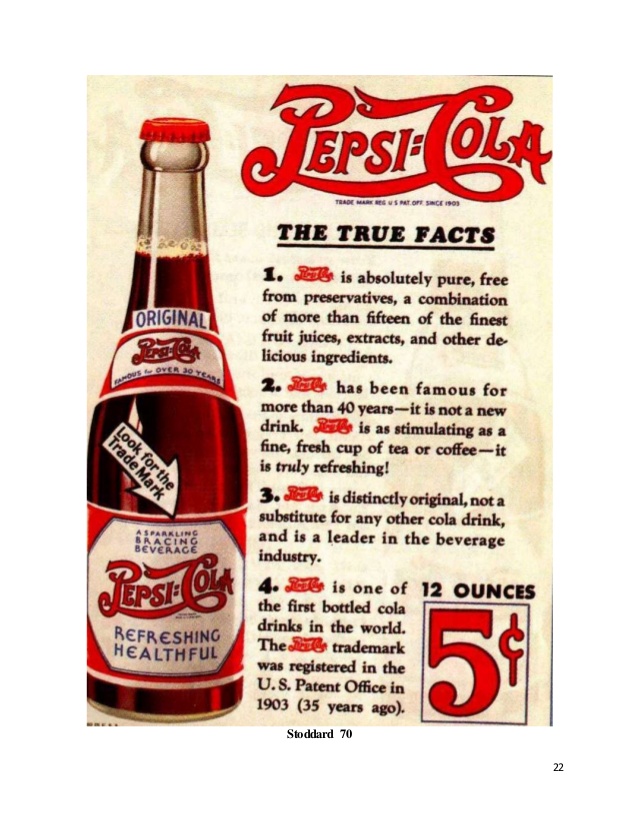 PEPSI:COLA
TRADE MARK REG U S PAT. OFF. SINCE 1903
THE TRUE FACTS
1. Pepsi:Cola is absolutely pure, free
from preservatives, a combination
of more than fifteen of the finest
fruit juices, extracts, and other de-
licious ingredients.
2. Pepsi:Cola has been famous for
more than 40 years—it is not a new
drink. Pepsi:Cola is as stimulating as a
fine, fresh cup of tea or coffee—it
is truly refreshing!
3. Pepsi:Cola is distinctly original, not a
substitute for any other cola drink,
and is a leader in the beverage
industry.
4. Pepsi:Cola is one of
the first bottled cola
drinks in the world.
The Pepsi:Cola trademark
was registered in the
U. S. Patent Office in
1903 (35 years ago).
12 OUNCES
5¢
ORIGINAL
PEPSI:COLA
FAMOUS for OVER 30 YEARS
Look for the
Trade Mark
A SPARKLING
BRACING
BEVERAGE
PEPSI:COLA
REFRESHING
HEALTHFUL
Stoddard 70
22